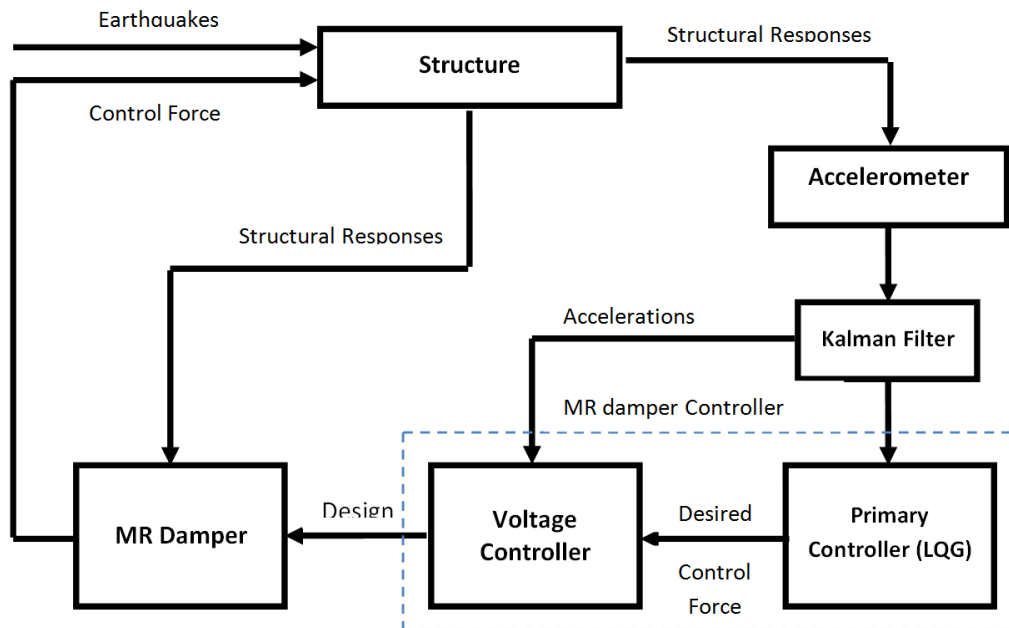 Earthquakes
Structure
Structural Responses
Control Force
Accelerometer
Structural Responses
Accelerations
Kalman Filter
MR damper Controller
MR Damper
Design
Voltage
Controller
Desired
Control
Force
Primary
Controller (LQG)